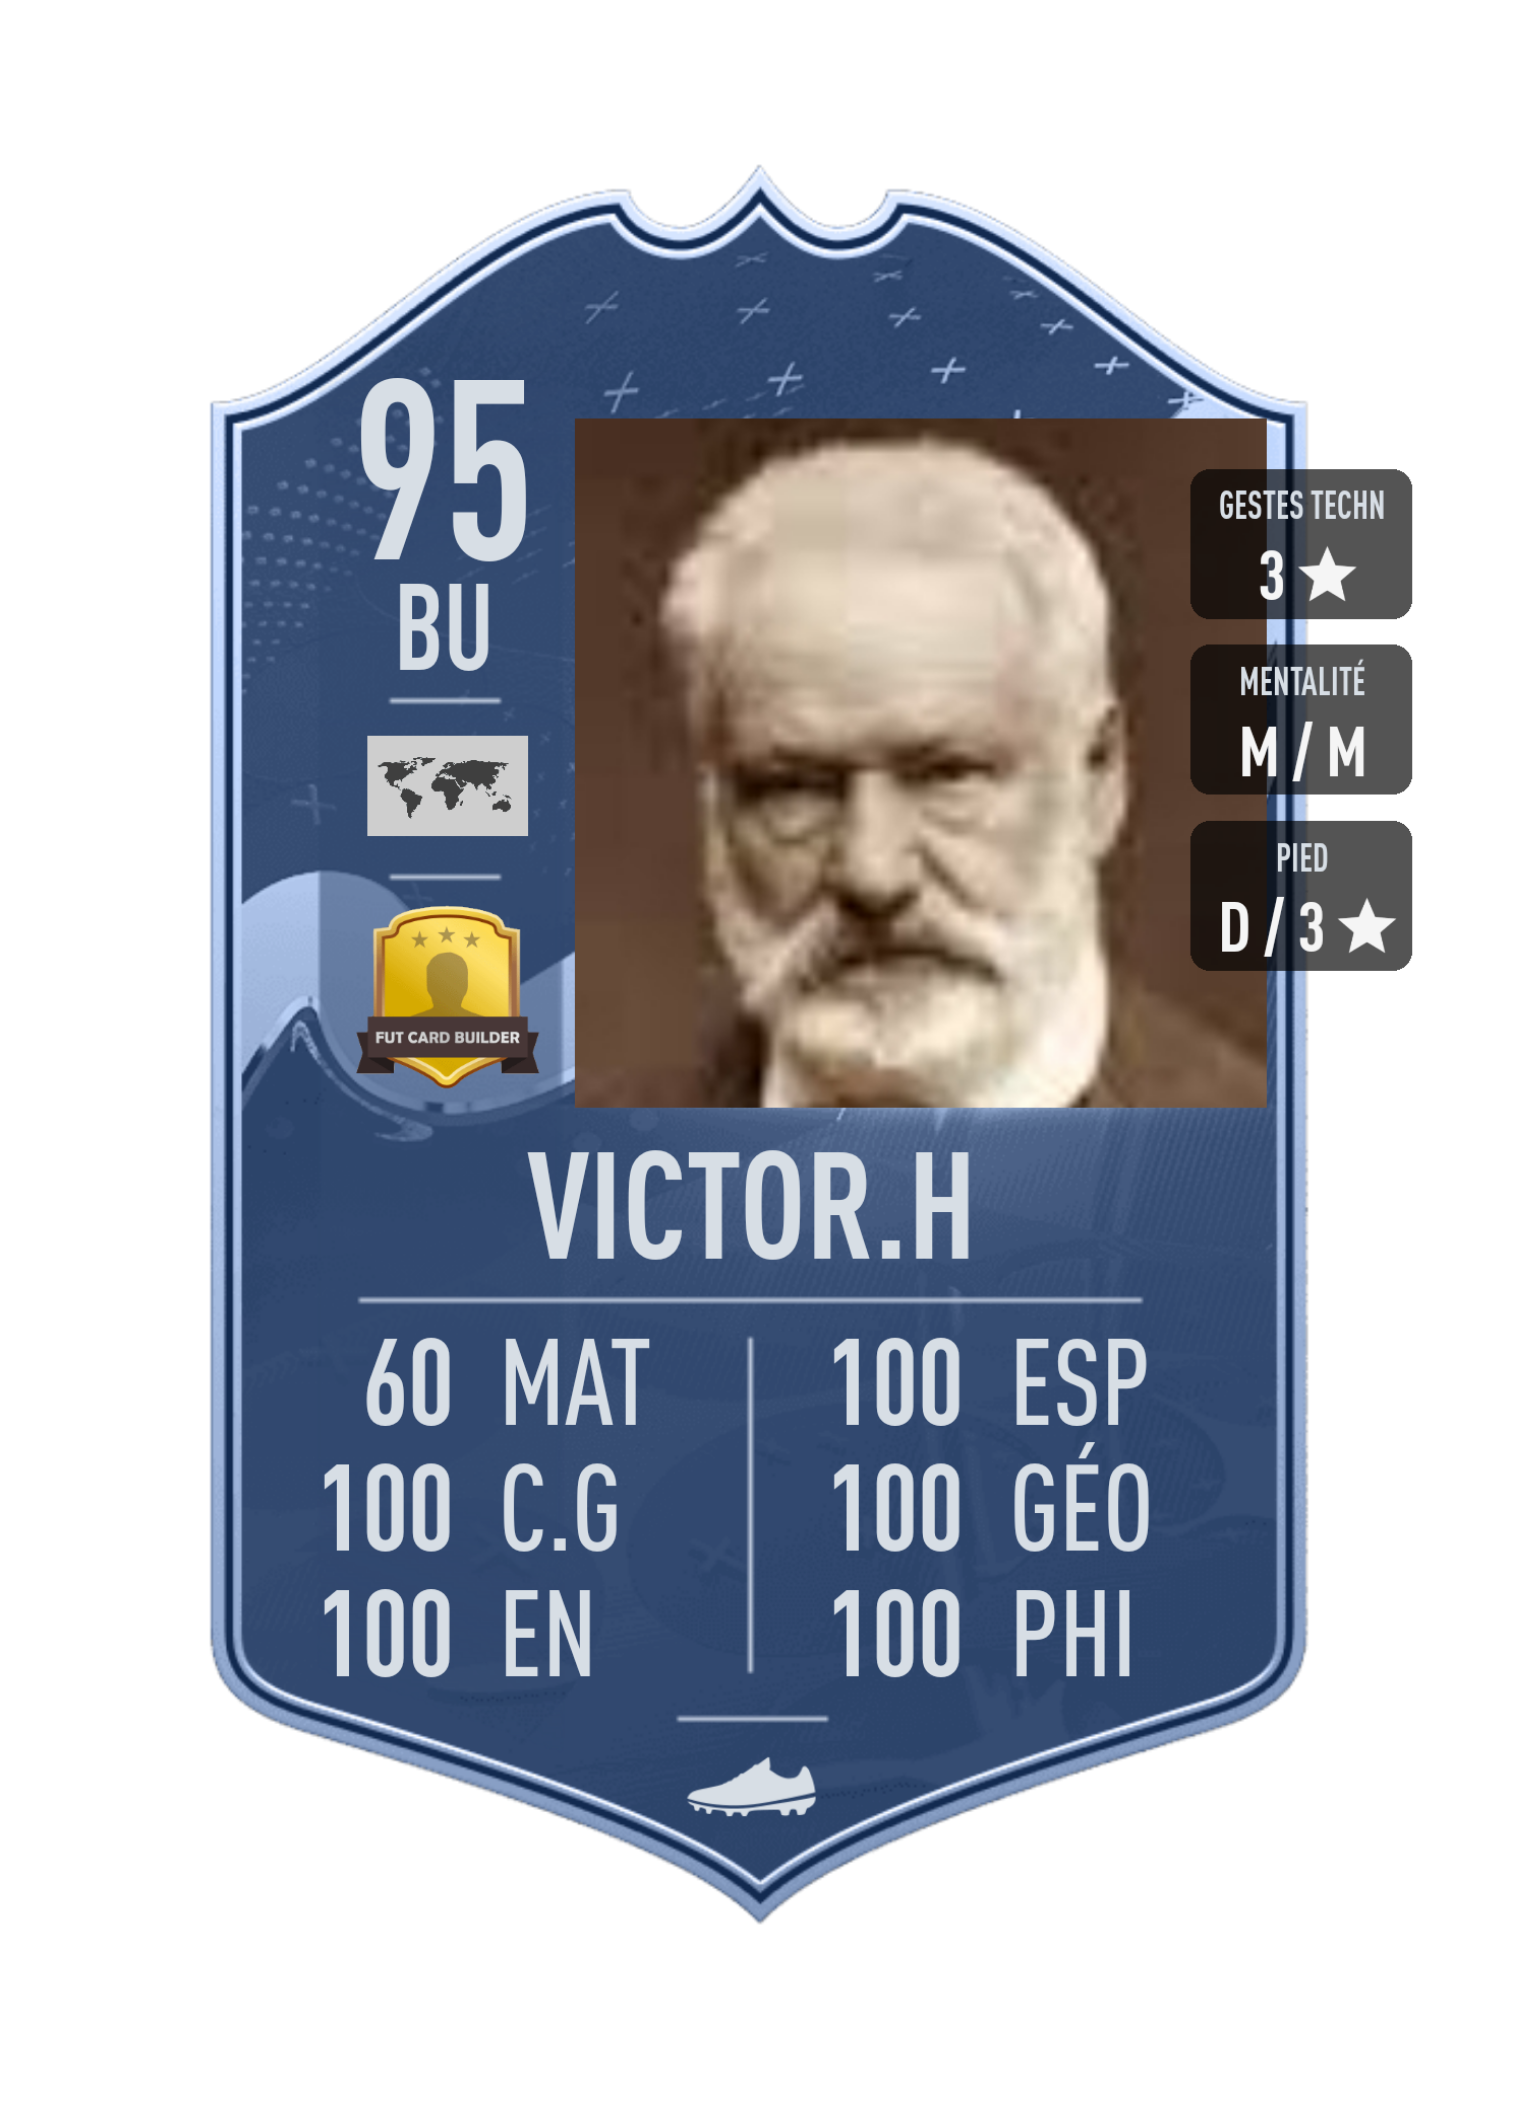 95
BU
GESTES TECHN
3
MENTALITÉ
M / M
PIED
D / 3
FUT CARD BUILDER
VICTOR.H
60 MAT
100 C.G
100 EN
100 ESP
100 GÉO
100 PHI